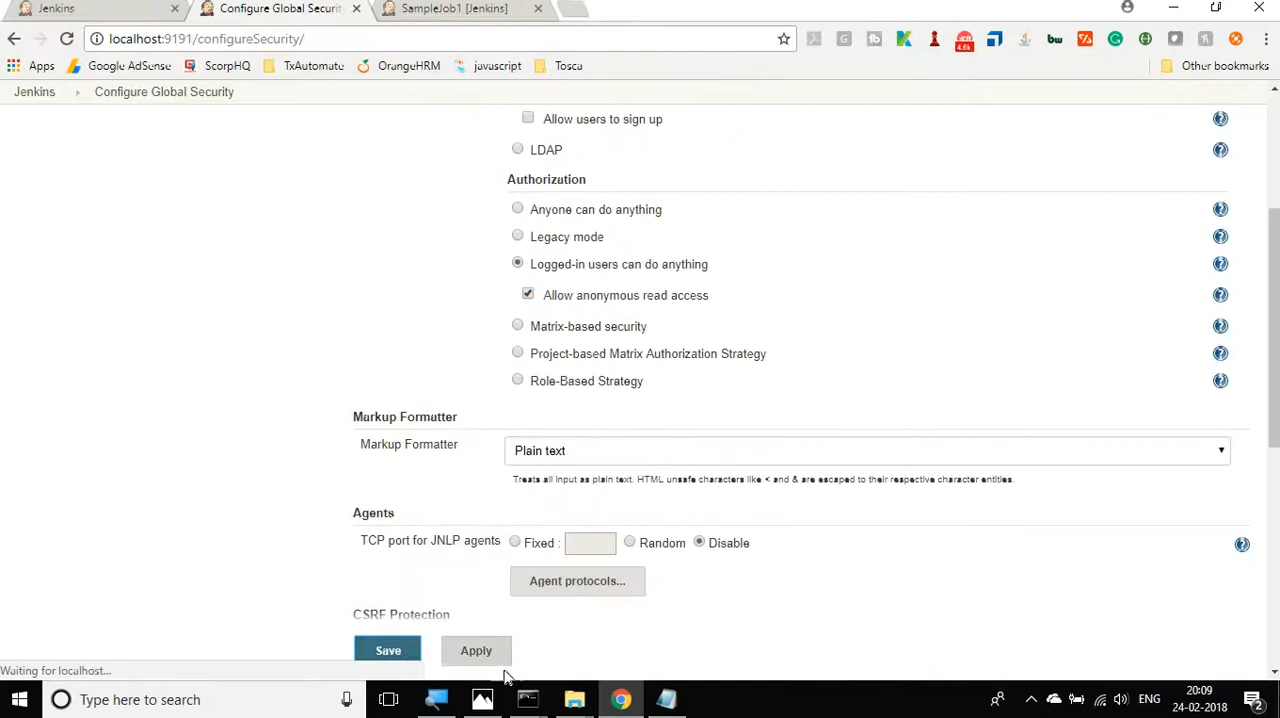 Jenkins
Configure Global Securit
SampleJob1 [Jenkins]
localhost:9191/configureSecurity/
4.6k
bw
Apps
Google AdSense
ScorpHQ
TxAutomate
OrangeHRM
javascript
Tosca
Other bookmarks
Jenkins
Configure Global Security
Allow users to sign up
LDAP
Authorization
Anyone can do anything
Legacy mode
Logged-in users can do anything
Allow anonymous read access
Matrix-based security
Project-based Matrix Authorization Strategy
Role-Based Strategy
Markup Formatter
Markup Formatter
Plain text
Treats all input as plain text. HTML unsafe characters like < and & are escaped to their respective character entities.
Agents
TCP port for JNLP agents
Fixed :
Random
Disable
Agent protocols...
CSRF Protection
Save
Apply
Waiting for localhost...
Type here to search
ENG
20:09
24-02-2018
2